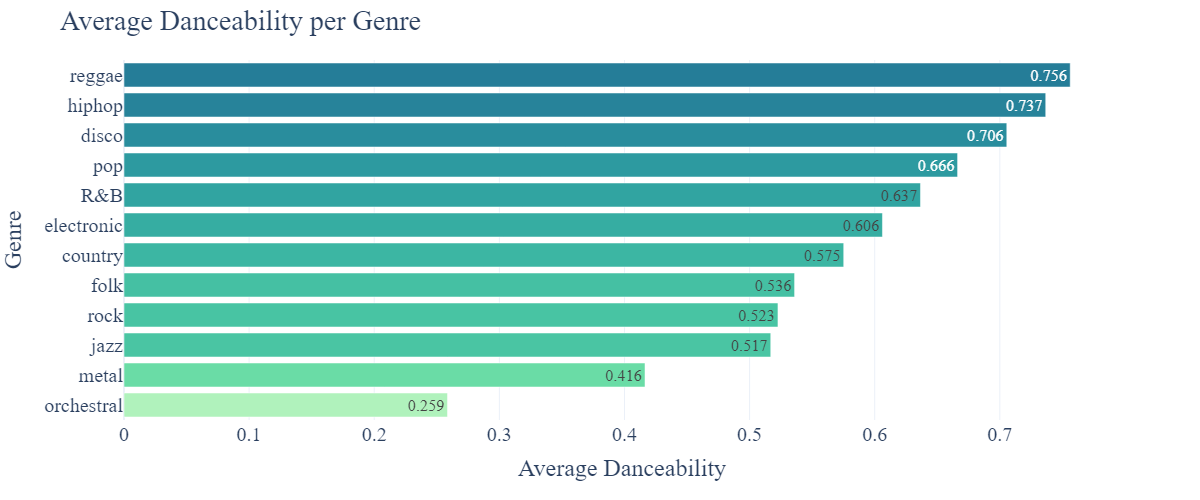 Average Danceability per Genre
Genre
reggae 0.756
hiphop 0.737
disco 0.706
pop 0.666
R&B 0.637
electronic 0.606
country 0.575
folk 0.536
rock 0.523
jazz 0.517
metal 0.416
orchestral 0.259
0 0.1 0.2 0.3 0.4 0.5 0.6 0.7
Average Danceability